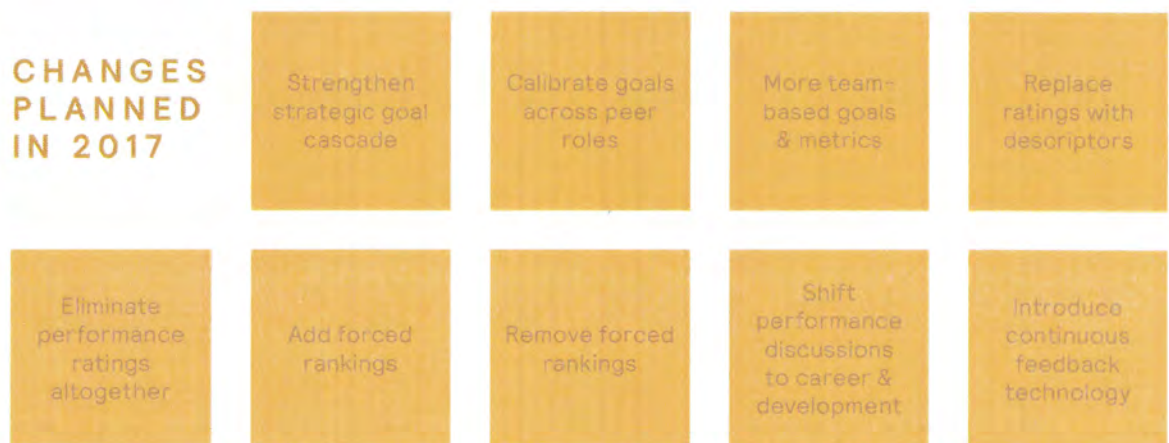 CHANGES
PLANNED
IN 2017
Strengthen
strategic goal
cascade
Calibrate goals
across peer
roles
More team-
based goals
& metrics
Replace
ratings with
descriptors
Eliminate
performance
ratings
altogether
Add forced
rankings
Remove forced
rankings
Shift
performance
discussions
to career &
development
Introduce
continuous
feedback
technology